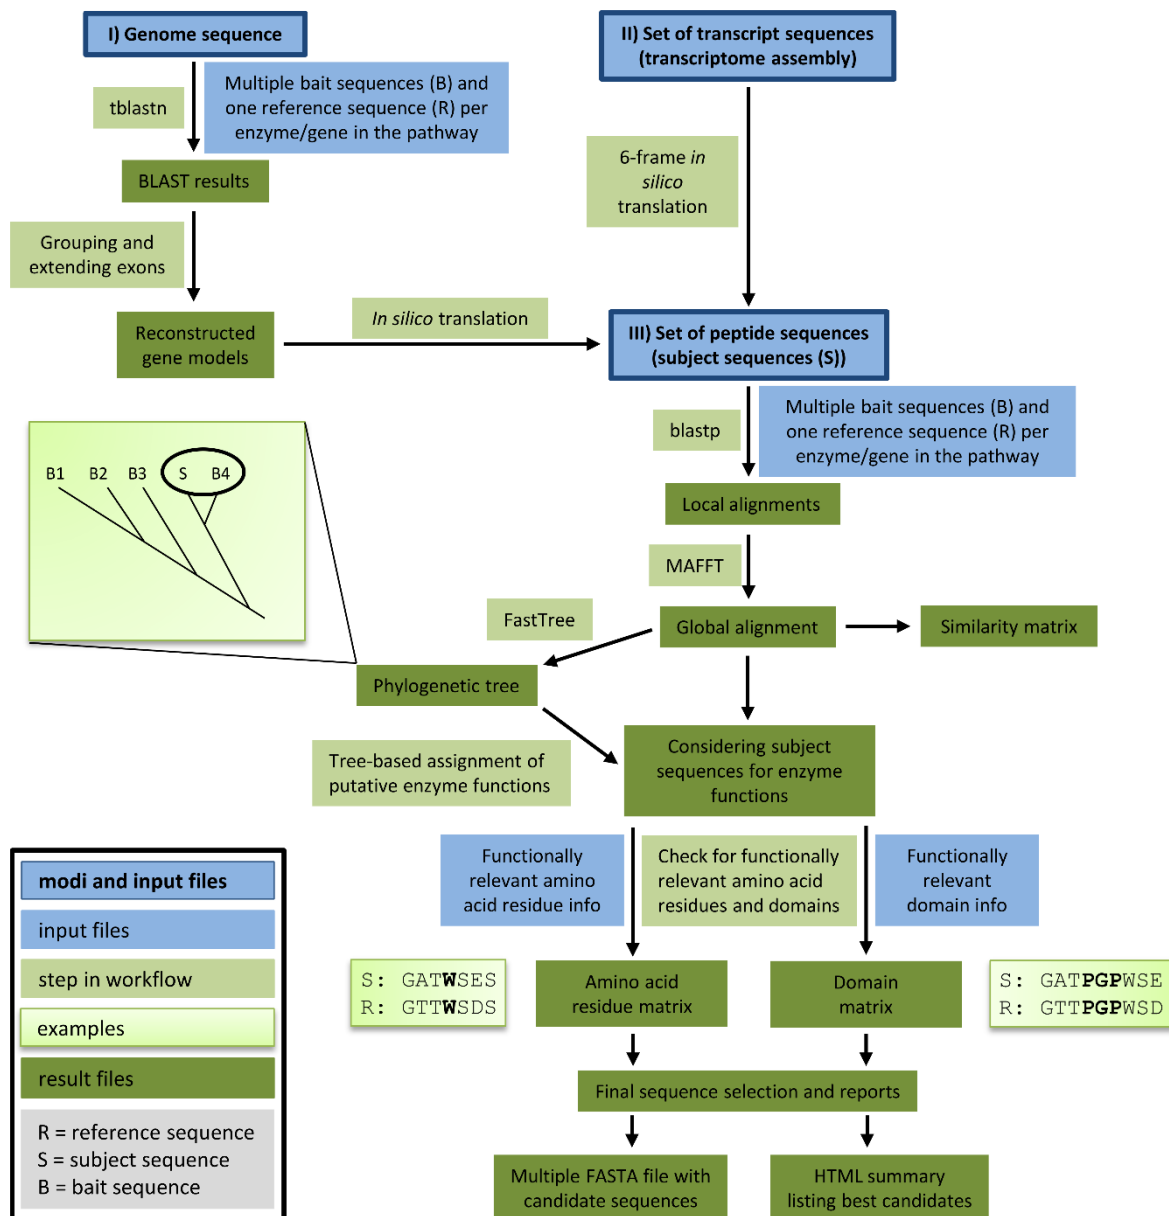 I) Genome sequence
II) Set of transcript sequences
(transcriptome assembly)
tblastn
Multiple bait sequences (B) and
one reference sequence (R) per
enzyme/gene in the pathway
BLAST results
6-frame in
silico
translation
Grouping and
extending exons
Reconstructed
gene models
In silico translation
III) Set of peptide sequences
(subject sequences (S))
blastp
Multiple bait sequences (B) and
one reference sequence (R) per
enzyme/gene in the pathway
B1 B2 B3 S B4
Local alignments
MAFFT
FastTree
Global alignment
Similarity matrix
Phylogenetic tree
Tree-based assignment of
putative enzyme functions
Considering subject
sequences for enzyme
functions
Functionally
relevant amino
acid residue info
Check for functionally
relevant amino acid
residues and domains
Functionally
relevant
domain info
S: GATWSES
R: GTTWSDS
Amino acid
residue matrix
Domain
matrix
S: GATPGPWSE
R: GTTPGPWSD
Final sequence selection and reports
Multiple FASTA file with
candidate sequences
HTML summary
listing best candidates
modi and input files
input files
step in workflow
examples
result files
R = reference sequence
S = subject sequence
B = bait sequence